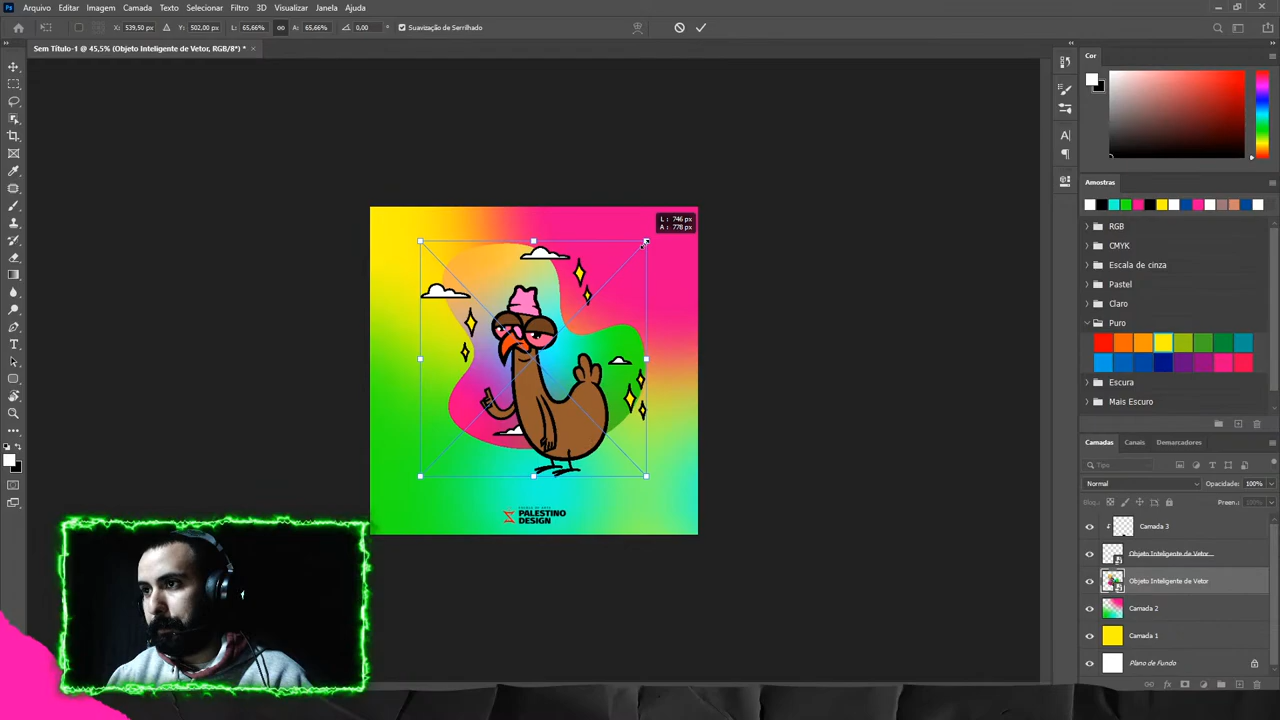 Arquivo Editar Imagem Camada Texto Selecionar Filtro 3D Visualizar Janela Ajuda
X: 539,50 px Y: 502,00 px L: 65,66% A: 65,66% 0,00 ° Suavização de Serrilhado
Sem Título-1 @ 45,5% (Objeto Inteligente de Vetor, RGB/8*) * ×
Cor
L : 746 px
A : 778 px
Amostras
RGB
CMYK
Escala de cinza
Pastel
Claro
Puro
Escura
Mais Escuro
Camadas Canais Demarcadores
Tipo
Normal Opacidade: 100%
Bloq.: Preen.: 100%
Camada 3
Objeto Inteligente de Vetor...
Objeto Inteligente de Vetor
Camada 2
Camada 1
Plano de Fundo
PALESTINO
DESIGN